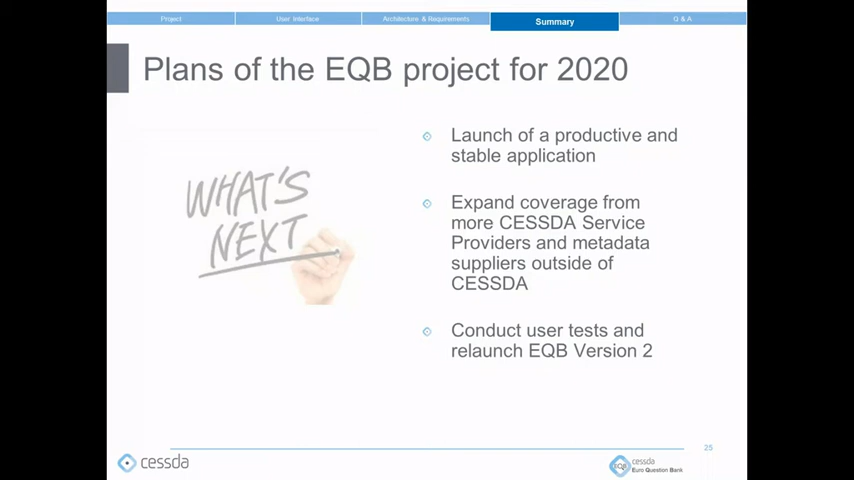 Project
User Interface
Architecture & Requirements
Summary
Q & A
Plans of the EQB project for 2020
WHAT'S
NEXT
Launch of a productive and
stable application
Expand coverage from
more CESSDA Service
Providers and metadata
suppliers outside of
CESSDA
Conduct user tests and
relaunch EQB Version 2
25
cessda
EQB
cessda
Euro Question Bank